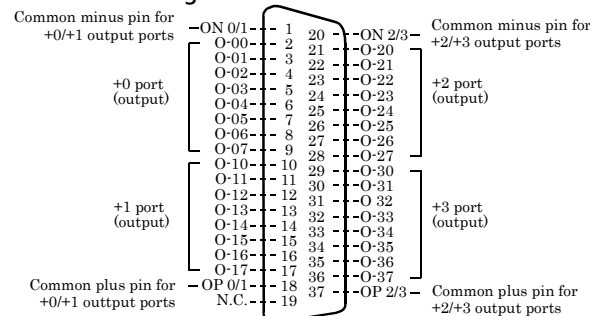 Common minus pin for
+0/+1 output ports
ON 0/1 1
O-00 2
O-01 3
O-02 4
O-03 5
O-04 6
O-05 7
O-06 8
O-07 9
O-10 10
O-11 11
O-12 12
O-13 13
O-14 14
O-15 15
O-16 16
O-17 17
OP 0/1 18
N.C. 19
+0 port
(output)
+1 port
(output)
Common plus pin for
+0/+1 outtput ports
20 ON 2/3
21 O-20
22 O-21
23 O-22
24 O-23
25 O-24
26 O-25
27 O-26
28 O-27
29 O-30
30 O-31
31 O 32
32 O-33
33 O-34
34 O-35
35 O-36
36 O-37
37 OP 2/3
Common minus pin for
+2/+3 output ports
+2 port
(output)
+3 port
(output)
Common plus pin for
+2/+3 output ports